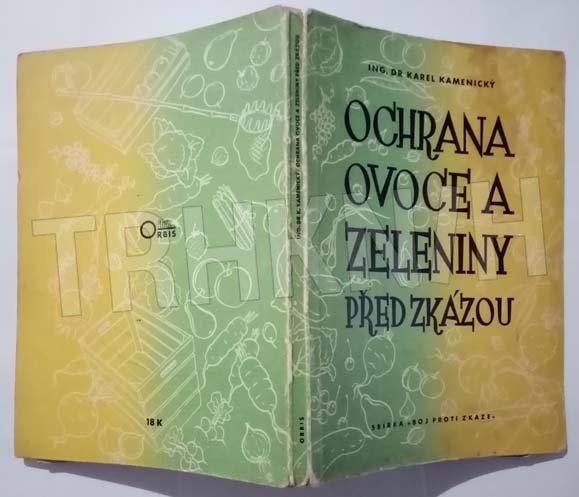 ING. DR KAREL KAMENICKÝ
OCHRANA
OVOCE A
ZELENINY
PŘED ZKÁZOU
SBÍRKA »BOJ PROTI ZKÁZE«
ING. DR K. KAMENICKÝ: OCHRANA OVOCE A ZELENINY PŘED ZKÁZOU
ORBIS
ORBIS
18 K
TRHKNIH